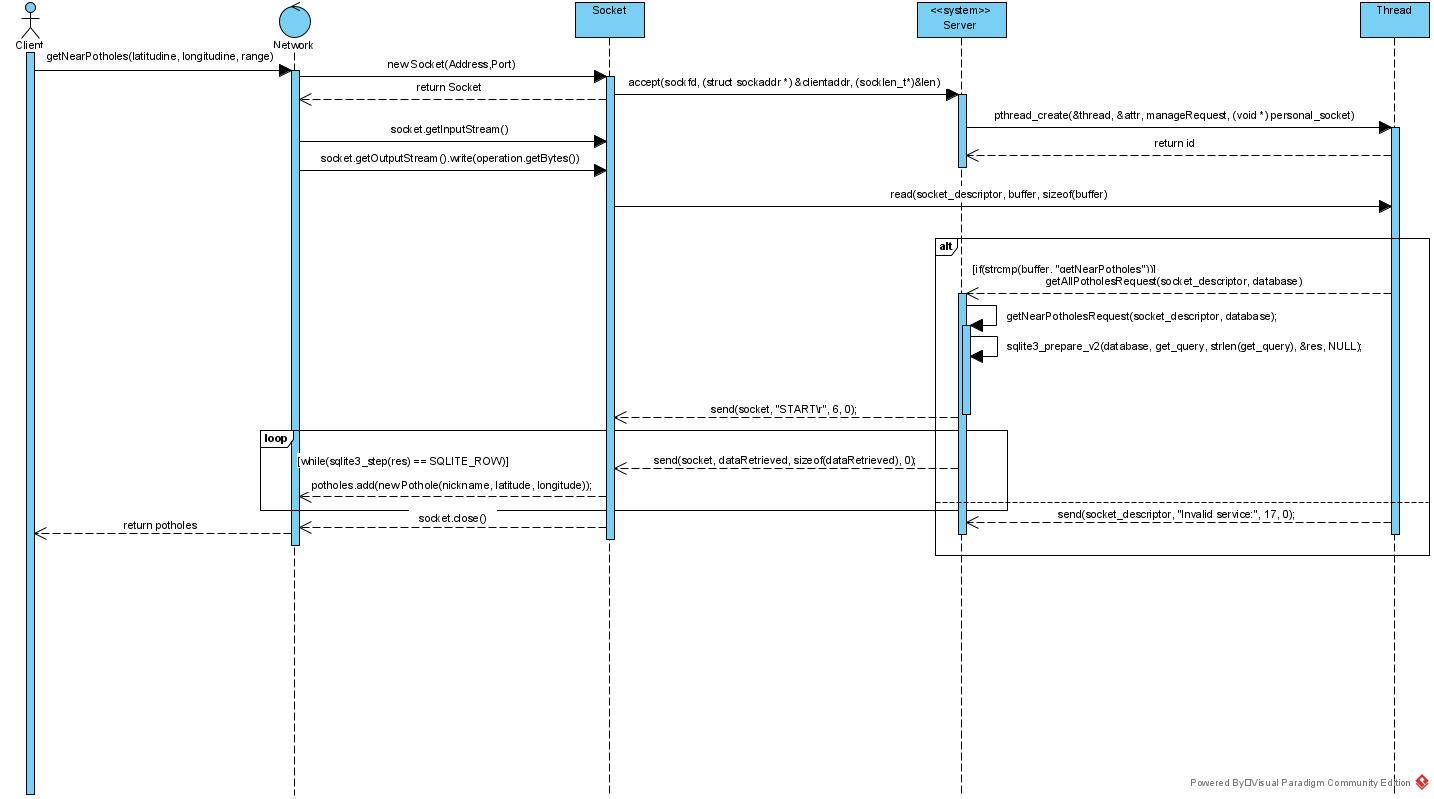 Client
Network
Socket
<<system>>
Server
Thread
getNearPotholes(latitudine, longitudine, range)
new Socket(Address,Port)
return Socket
accept(sockfd, (struct sockaddr *) &clientaddr, (socklen_t*)&len)
pthread_create(&thread, &attr, manageRequest, (void *) personal_socket)
return id
socket.getInputStream()
socket.getOutputStream().write(operation.getBytes())
read(socket_descriptor, buffer, sizeof(buffer)
alt
[if(strcmp(buffer, "getNearPotholes"))]
getAllPotholesRequest(socket_descriptor, database)
getNearPotholesRequest(socket_descriptor, database);
sqlite3_prepare_v2(database, get_query, strlen(get_query), &res, NULL);
send(socket, "START\r", 6, 0);
loop
[while(sqlite3_step(res) == SQLITE_ROW)]
send(socket, dataRetrieved, sizeof(dataRetrieved), 0);
potholes.add(new Pothole(nickname, latitude, longitude));
socket.close()
send(socket_descriptor, "Invalid service:", 17, 0);
return potholes
Powered By Visual Paradigm Community Edition